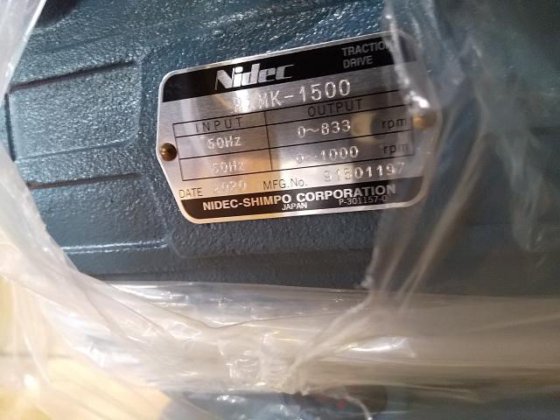 Nidec TRACTION DRIVE
MK-1500
INPUT OUTPUT
50Hz 0~833 rpm
60Hz 0~1000 rpm
DATE 2020 MFG.No.
NIDEC-SHIMPO CORPORATION
JAPAN